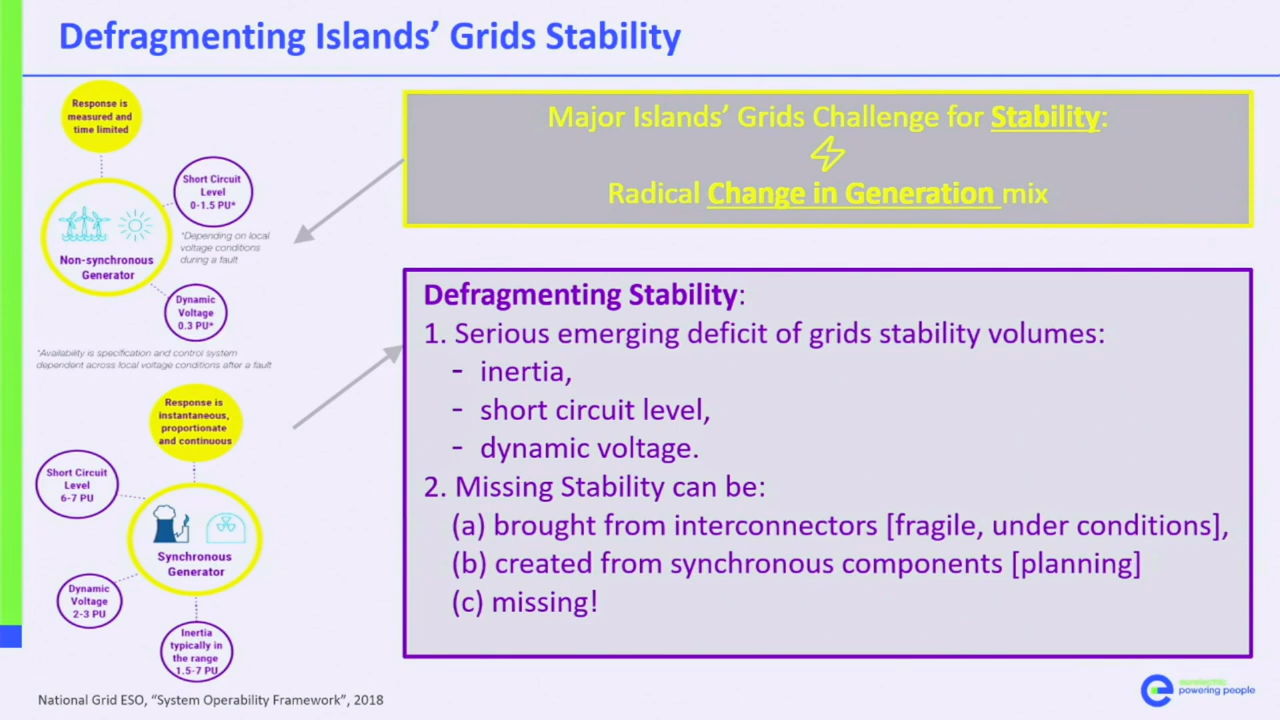 Defragmenting Islands' Grids Stability
Response is
measured and
time limited
Short Circuit
Level
0-1.5 PU*
*Depending on local
voltage conditions
during a fault
Non-synchronous
Generator
Dynamic
Voltage
0.3 PU*
*Availability is specification and control system
dependent across local voltage conditions after a fault
Response is
instantaneous,
proportionate
and continuous
Short Circuit
Level
6-7 PU
Synchronous
Generator
Dynamic
Voltage
2-3 PU
Inertia
typically in
the range
1.5-7 PU
National Grid ESO, "System Operability Framework", 2018
Major Islands' Grids Challenge for Stability:
Radical Change in Generation mix
Defragmenting Stability:
1. Serious emerging deficit of grids stability volumes:
- inertia,
- short circuit level,
- dynamic voltage.
2. Missing Stability can be:
(a) brought from interconnectors [fragile, under conditions],
(b) created from synchronous components [planning]
(c) missing!
eurelectric
powering people